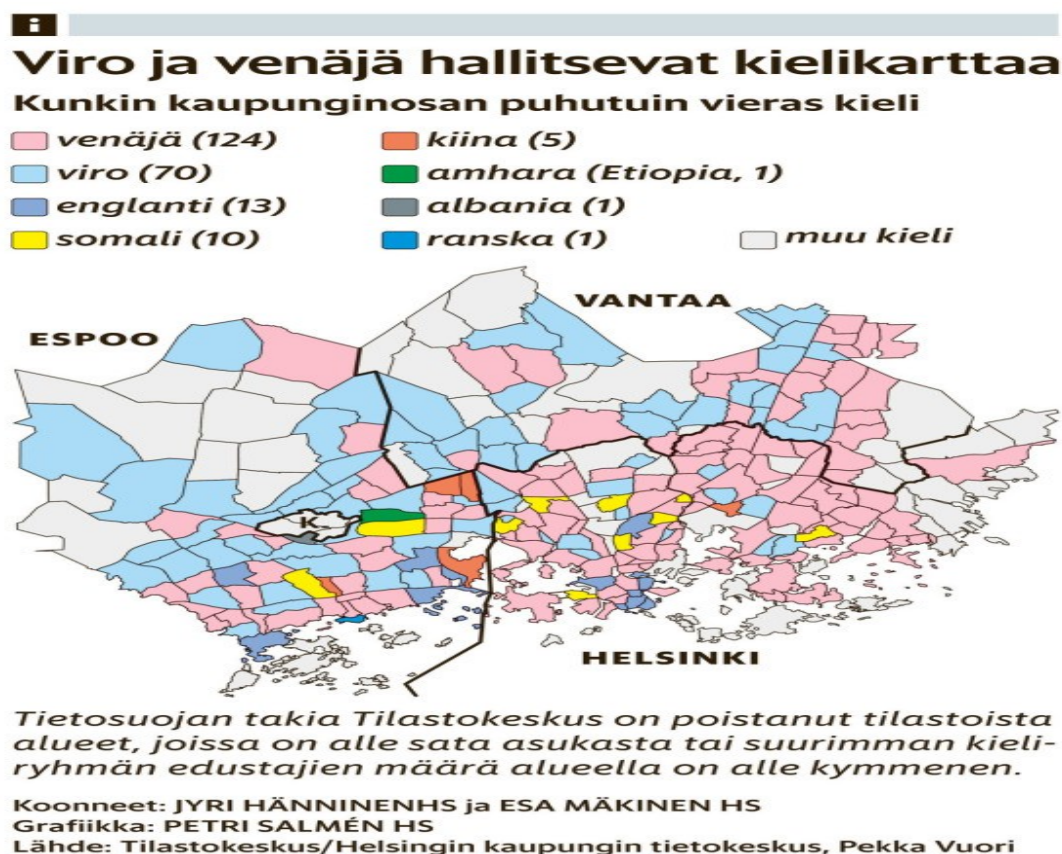 i
Viro ja venäjä hallitsevat kielikarttaa
Kunkin kaupunginosan puhutuin vieras kieli
venäjä (124)
viro (70)
englanti (13)
somali (10)
kiina (5)
amhara (Etiopia, 1)
albania (1)
ranska (1)
muu kieli
VANTAA
ESPOO
K.
HELSINKI
Tietosuojan takia Tilastokeskus on poistanut tilastoista
alueet, joissa on alle sata asukasta tai suurimman kieli-
ryhmän edustajien määrä alueella on alle kymmenen.
Koonneet: JYRI HÄNNINENHS ja ESA MÄKINEN HS
Grafiikka: PETRI SALMÉN HS
Lähde: Tilastokeskus/Helsingin kaupungin tietokeskus, Pekka Vuori